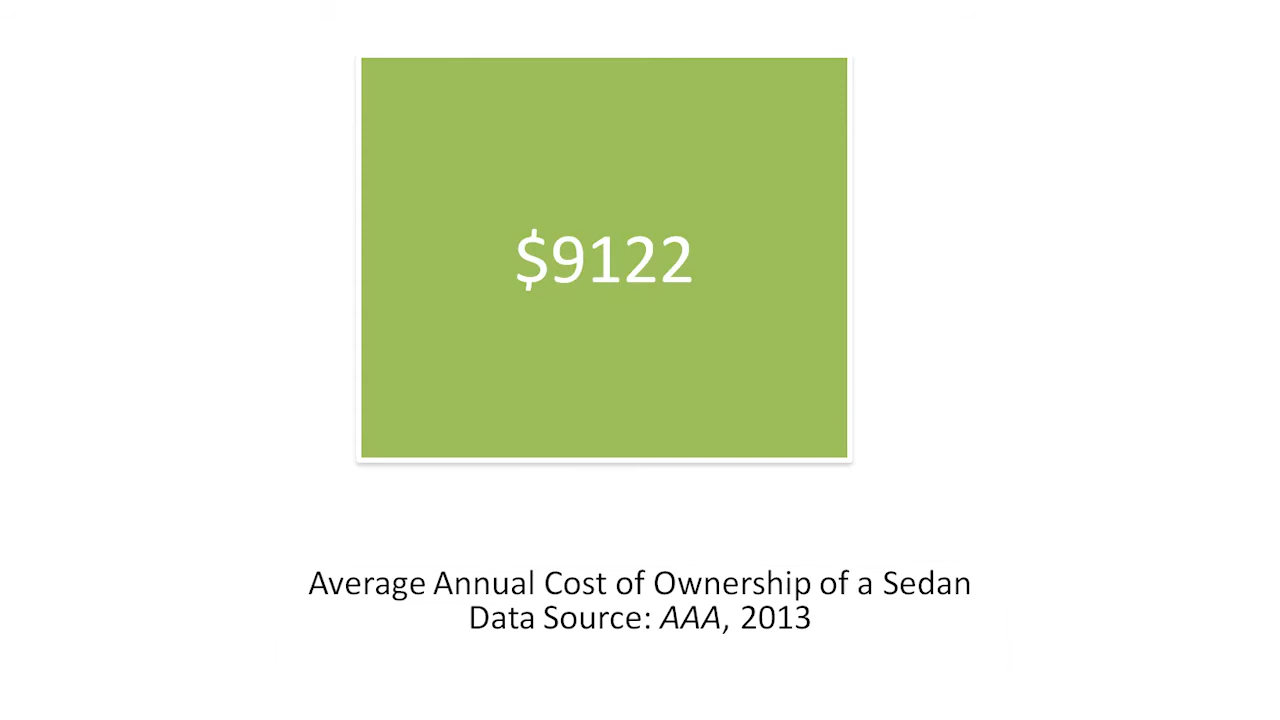 $9122
Average Annual Cost of Ownership of a Sedan
Data Source: AAA, 2013